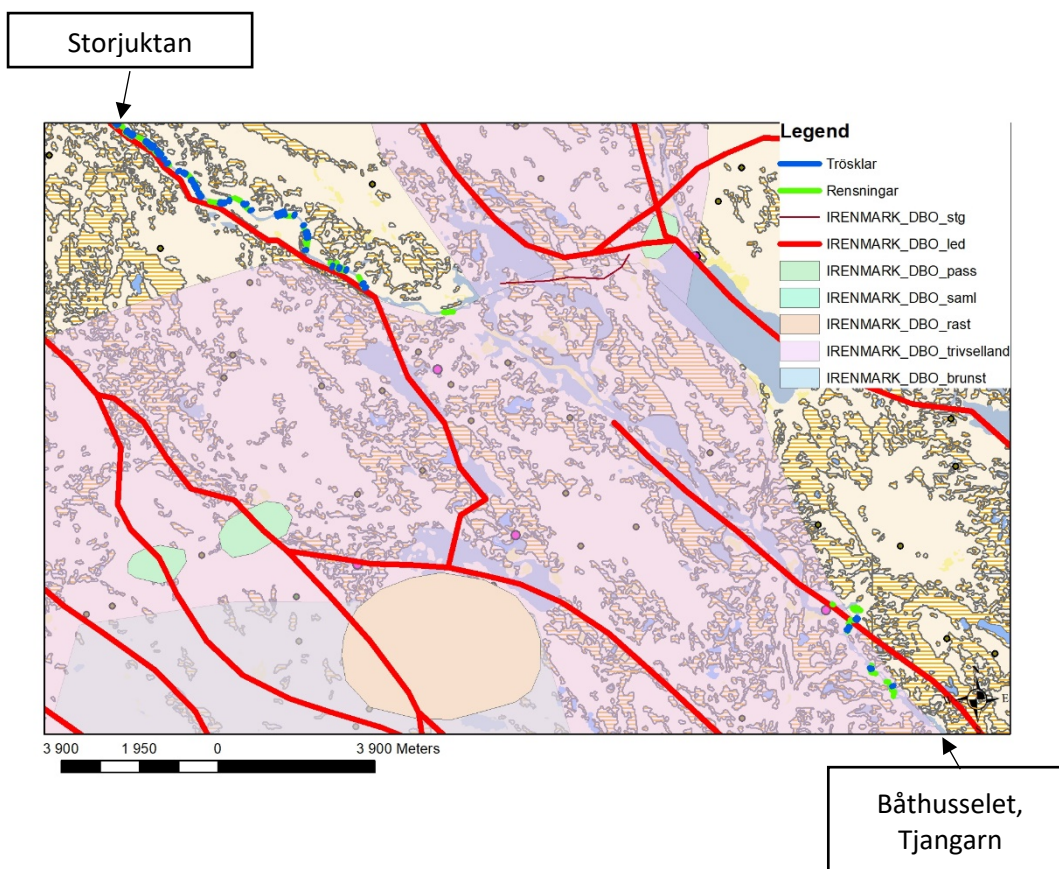 Storjuktan
Legend
Trösklar
Rensningar
IRENMARK_DBO_stg
IRENMARK_DBO_led
IRENMARK_DBO_pass
IRENMARK_DBO_saml
IRENMARK_DBO_rast
IRENMARK_DBO_trivselland
IRENMARK_DBO_brunst
E
3 900 1 950 0 3 900 Meters
Båthusselet,
Tjangarn